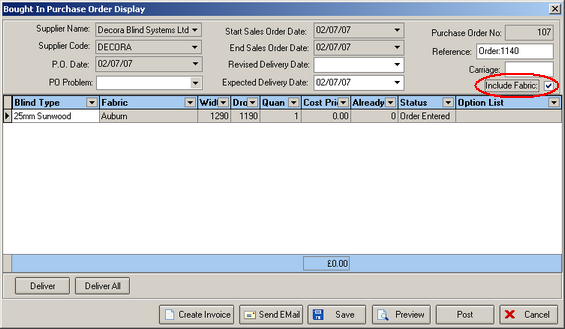 Bought In Purchase Order Display
Supplier Name: Decora Blind Systems Ltd Start Sales Order Date: 02/07/07 Purchase Order No: 107
Supplier Code: DECORA End Sales Order Date: 02/07/07 Reference: Order:1140
P.O. Date: 02/07/07 Revised Delivery Date: Carriage:
PO Problem: Expected Delivery Date: 02/07/07 Include Fabric:
Blind Type Fabric Widt Dro Quan Cost Pri Already Status Option List
25mm Sunwood Auburn 1290 1190 1 0.00 0 Order Entered
£0.00
Deliver Deliver All
Create Invoice Send EMail Save Preview Post Cancel